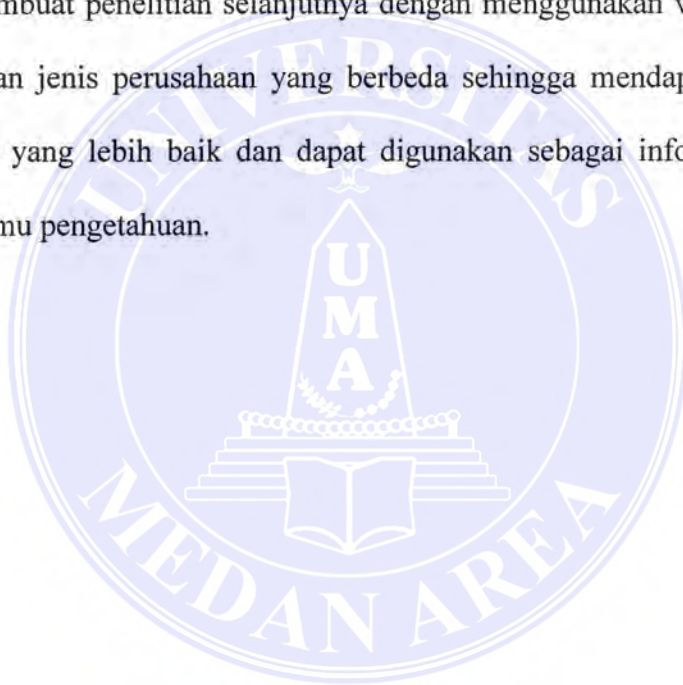 mbuat penelitian selanjutnya dengan menggunakan
an jenis perusahaan yang berbeda sehingga mendap
yang lebih baik dan dapat digunakan sebagai info
mu pengetahuan.
UNIVERSITAS
U
M
A
MEDAN AREA